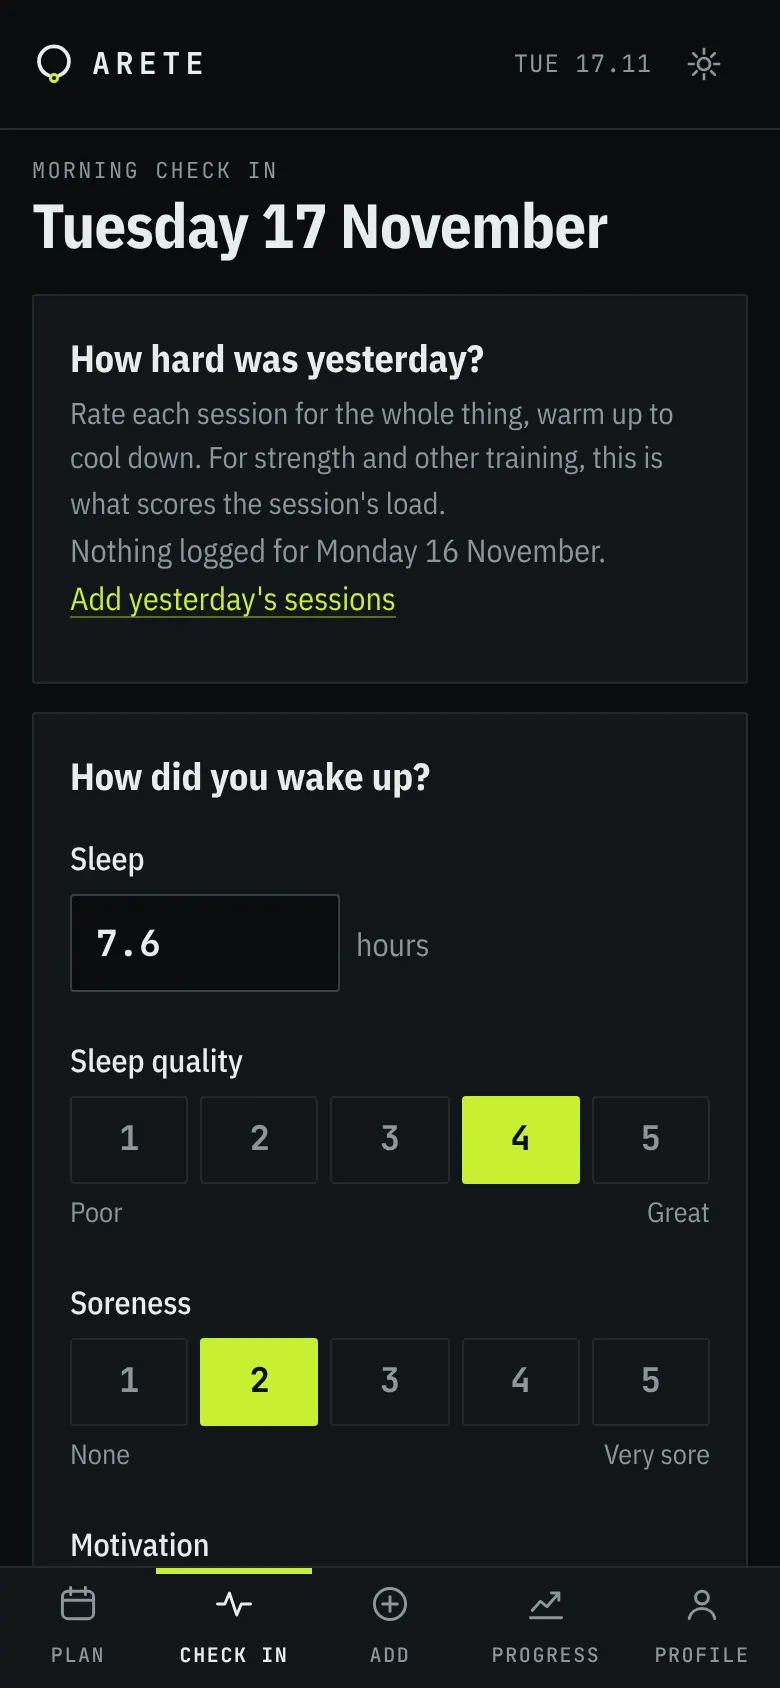 ARETE
TUE 17.11
MORNING CHECK IN
Tuesday 17 November
How hard was yesterday?
Rate each session for the whole thing, warm up to
cool down. For strength and other training, this is
what scores the session's load.
Nothing logged for Monday 16 November.
Add yesterday's sessions
How did you wake up?
Sleep
7.6 hours
Sleep quality
1 2 3 4 5
Poor Great
Soreness
1 2 3 4 5
None Very sore
Motivation
PLAN CHECK IN ADD PROGRESS PROFILE